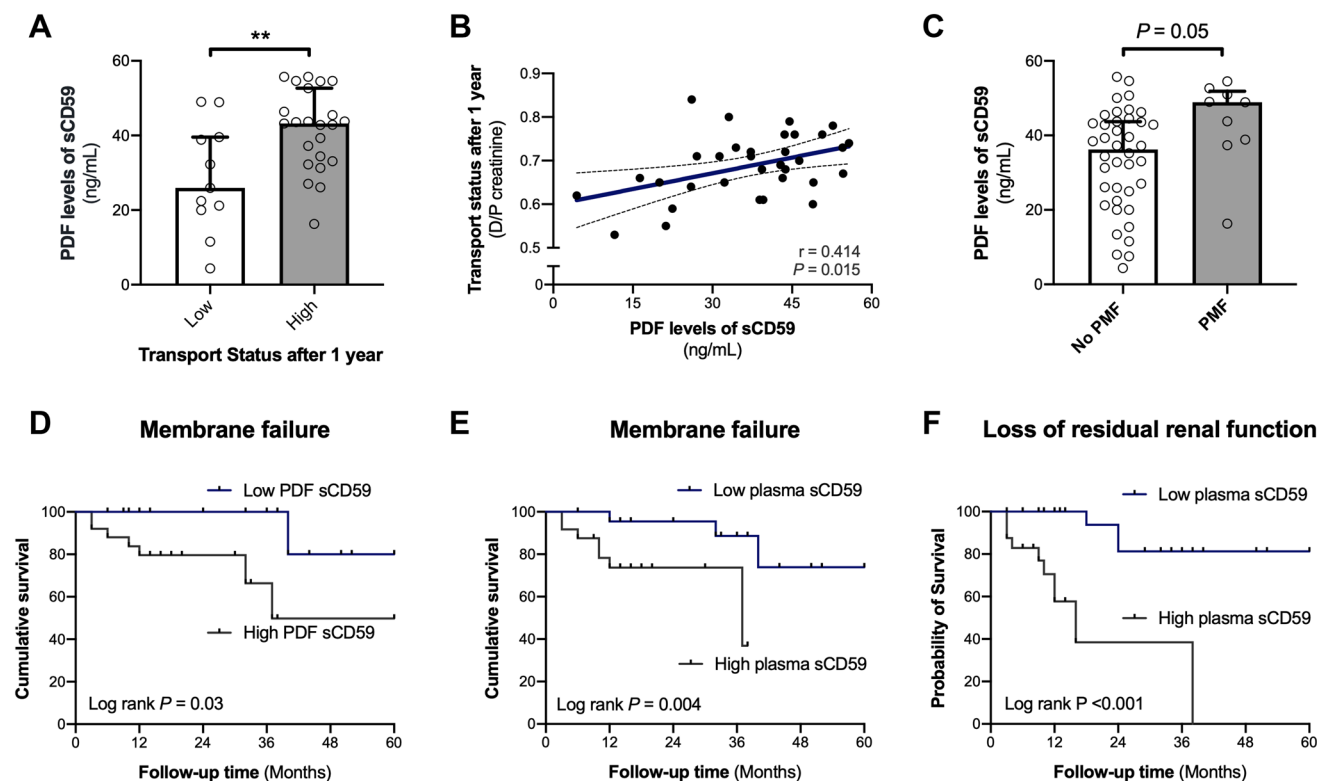 A
**
PDF levels of sCD59
(ng/mL)
60
40
20
0
Low
High
Transport Status after 1 year
B
Transport status after 1 year
(D/P creatinine)
0.9
0.8
0.7
0.6
0.5
0
r = 0.414
P = 0.015
0
15
30
45
60
PDF levels of sCD59
(ng/mL)
C
P = 0.05
PDF levels of sCD59
(ng/mL)
60
40
20
0
No PMF
PMF
D
Membrane failure
Cumulative survival
100
80
60
40
20
0
Low PDF sCD59
High PDF sCD59
Log rank P = 0.03
0
12
24
36
48
60
Follow-up time (Months)
E
Membrane failure
Cumulative survival
100
80
60
40
20
0
Low plasma sCD59
High plasma sCD59
Log rank P = 0.004
0
12
24
36
48
60
Follow-up time (Months)
F
Loss of residual renal function
Probability of Survival
100
80
60
40
20
0
Low plasma sCD59
High plasma sCD59
Log rank P <0.001
0
12
24
36
48
60
Follow-up time (Months)